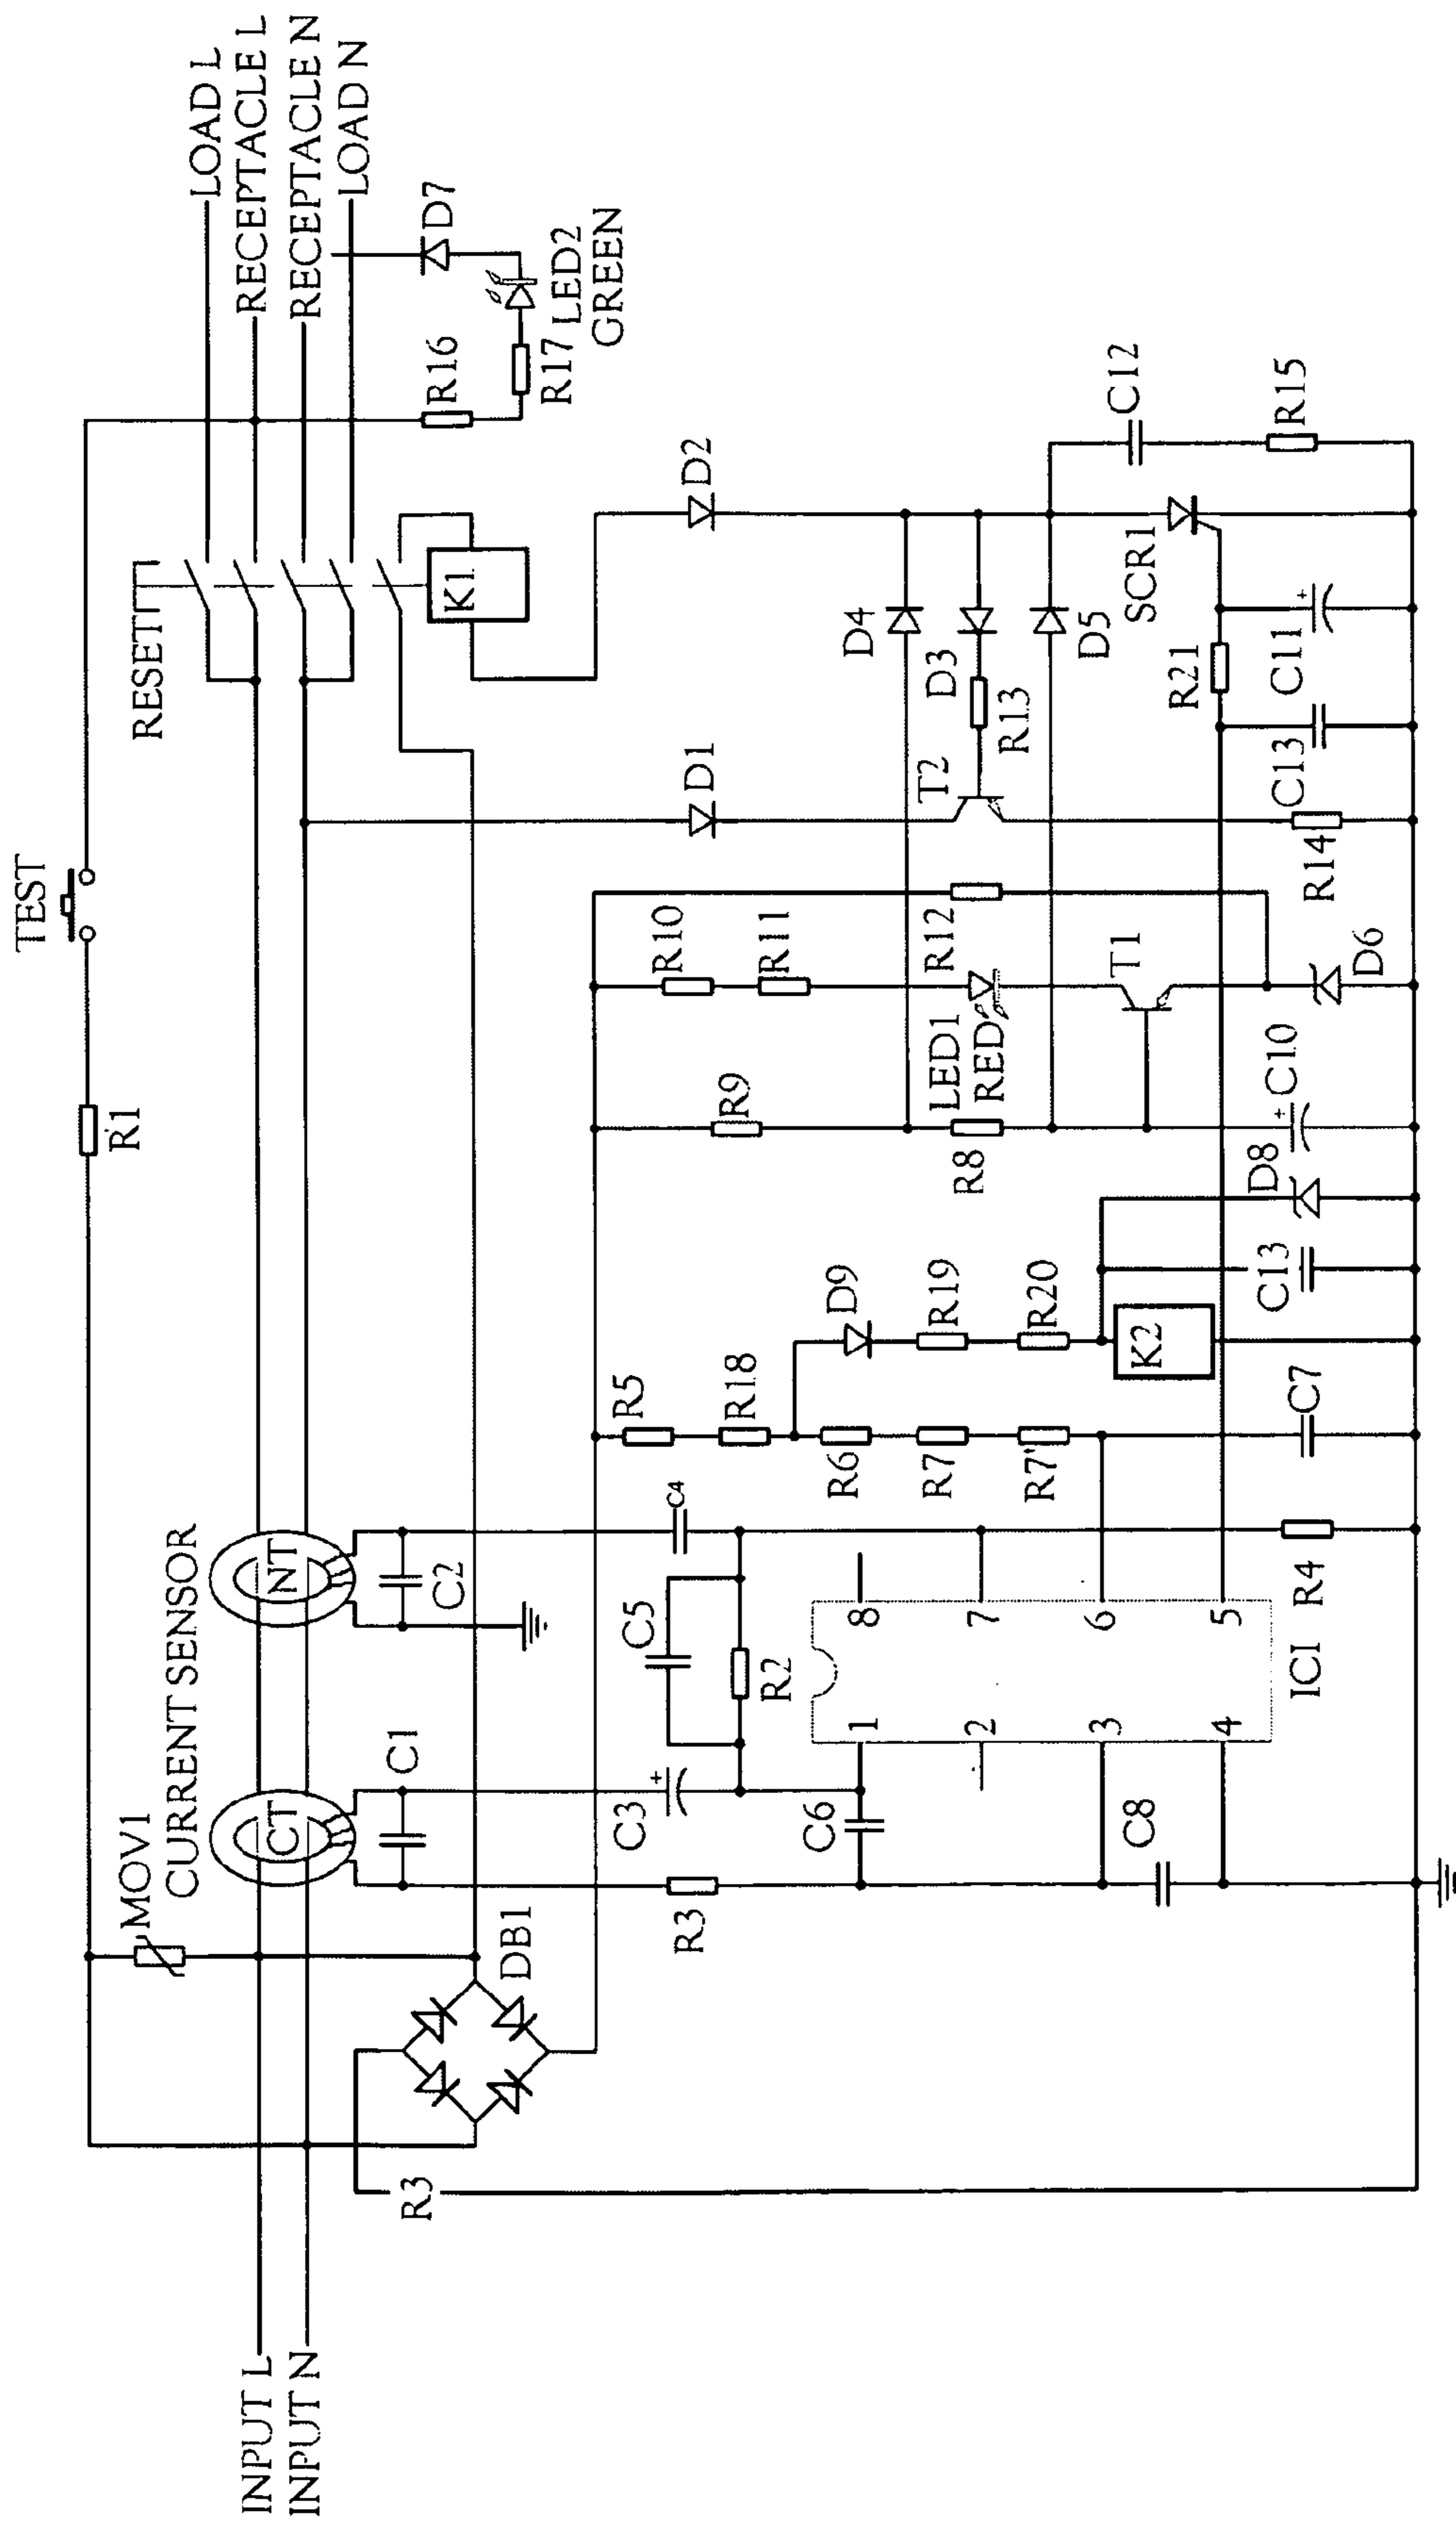 TEST
R1
MOV1
CURRENT SENSOR
RESET
LOAD L
RECEPTACLE L
RECEPTACLE N
LOAD N
INPUT L
INPUT N
CT
NT
C1
C2
K1
R16
D7
R17
LED2
GREEN
DB1
R3
D1
D2
C3
C5
C4
R5
R18
D9
R9
R10
R11
R3
R2
C6
R6
R19
R7
R20
R7'
R8
LED1
RED
R12
T2
D4
D3
R13
D5
C12
1
2
3
4
8
7
6
5
C8
IC1
K2
T1
R21
SCR1
R4
C7
C13
D8
C10
D6
R14
C13
C11
R15